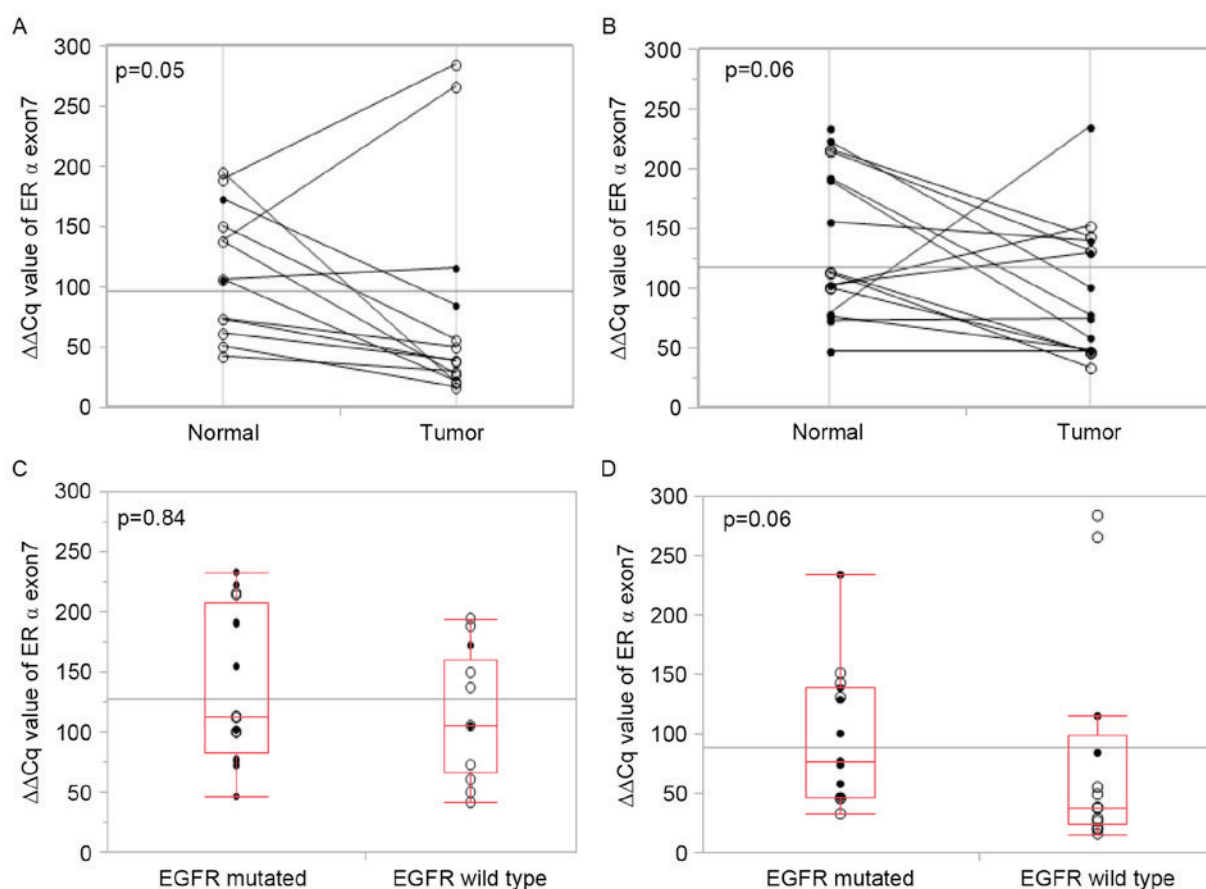 A
p=0.05
ΔΔCq value of ER α exon7
300
250
200
150
100
50
0
Normal Tumor
B
p=0.06
ΔΔCq value of ER α exon7
300
250
200
150
100
50
0
Normal Tumor
C
p=0.84
ΔΔCq value of ER α exon7
300
250
200
150
100
50
0
EGFR mutated EGFR wild type
D
p=0.06
ΔΔCq value of ER α exon7
300
250
200
150
100
50
0
EGFR mutated EGFR wild type